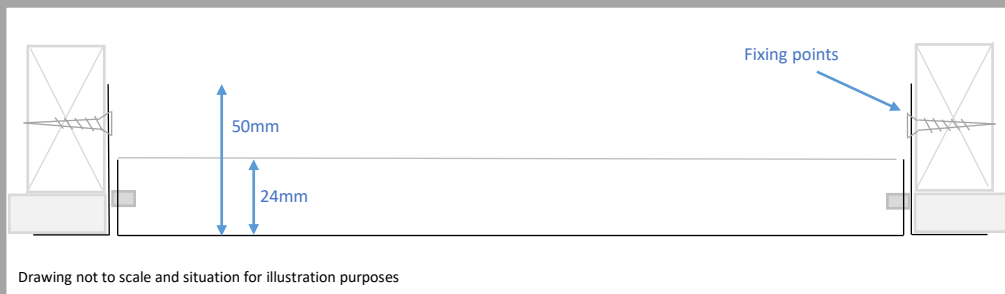 Fixing points
50mm
24mm
Drawing not to scale and situation for illustration purposes